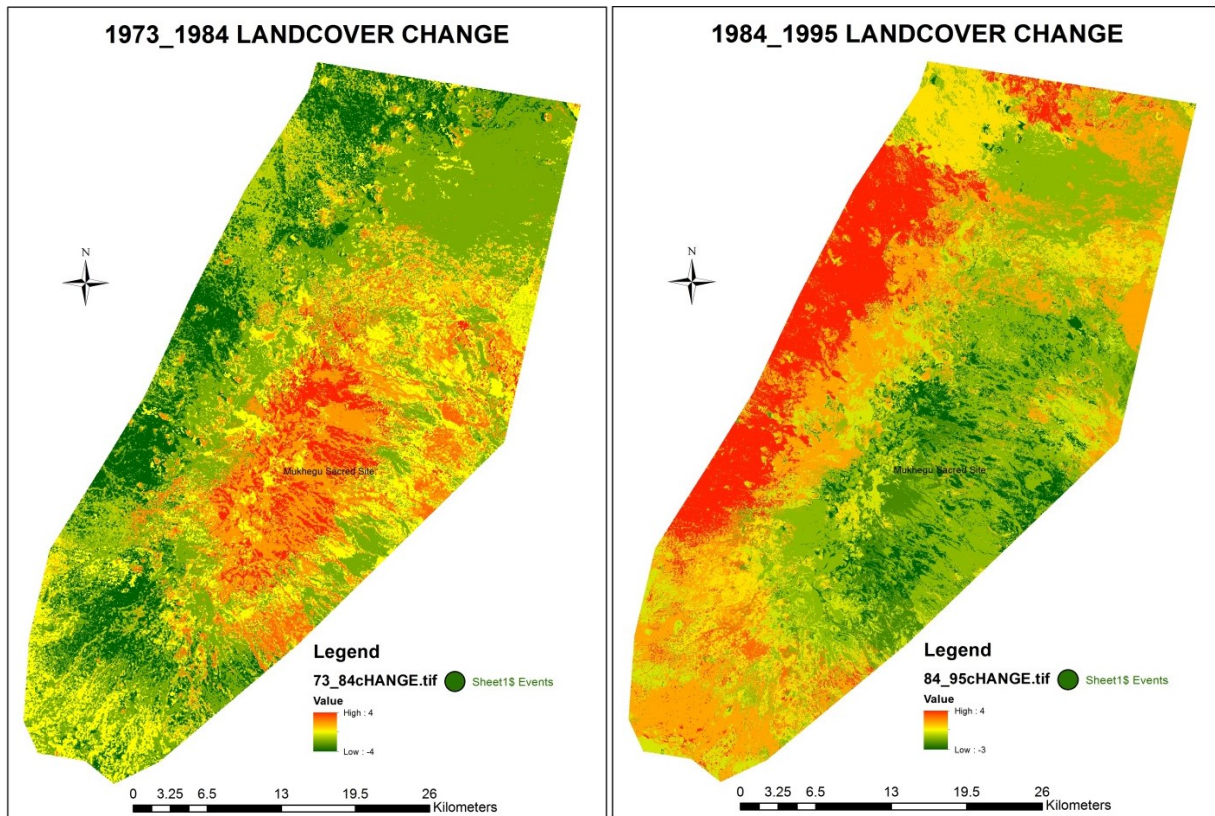 1973_1984 LANDCOVER CHANGE
N
Mukhegu Sacred Site
Legend
73_84cHANGE.tif
Sheet1$ Events
Value
High : 4
Low : -4
0 3.25 6.5 13 19.5 26
Kilometers
1984_1995 LANDCOVER CHANGE
N
Mukhegu Sacred Site
Legend
84_95cHANGE.tif
Sheet1$ Events
Value
High : 4
Low : -3
0 3.25 6.5 13 19.5 26
Kilometers